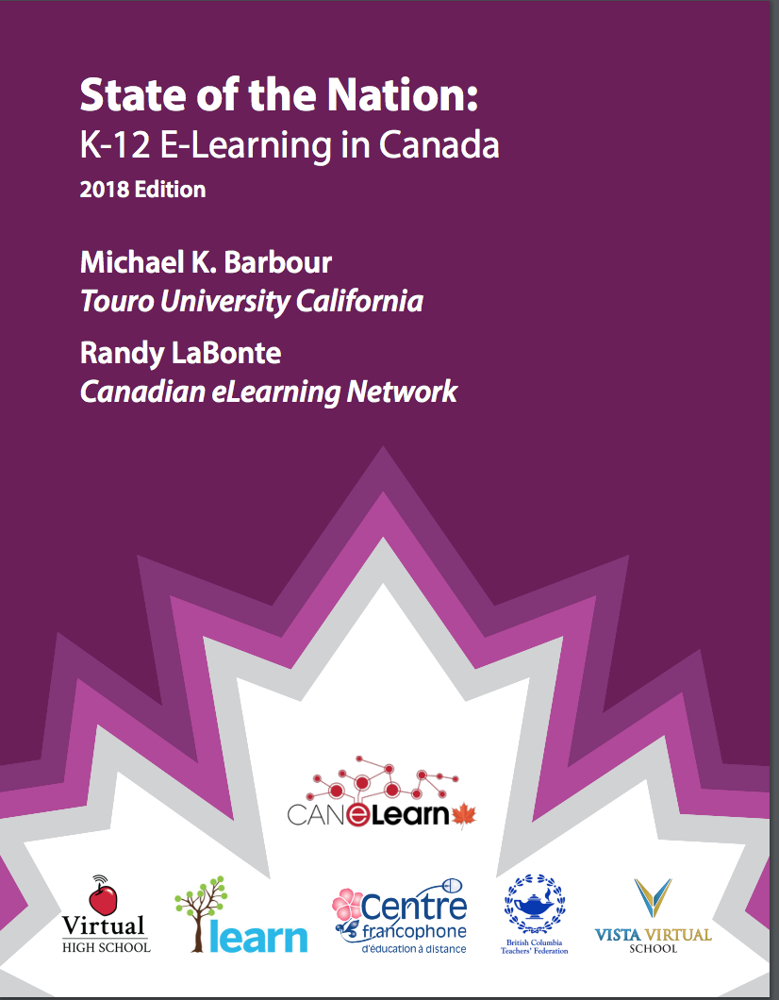 State of the Nation:
K-12 E-Learning in Canada
2018 Edition
Michael K. Barbour
Touro University California
Randy LaBonte
Canadian eLearning Network
CANeLearn
Virtual
HIGH SCHOOL
learn
Centre
francophone
d'éducation à distance
British Columbia
Teachers' Federation
VISTA VIRTUAL
SCHOOL